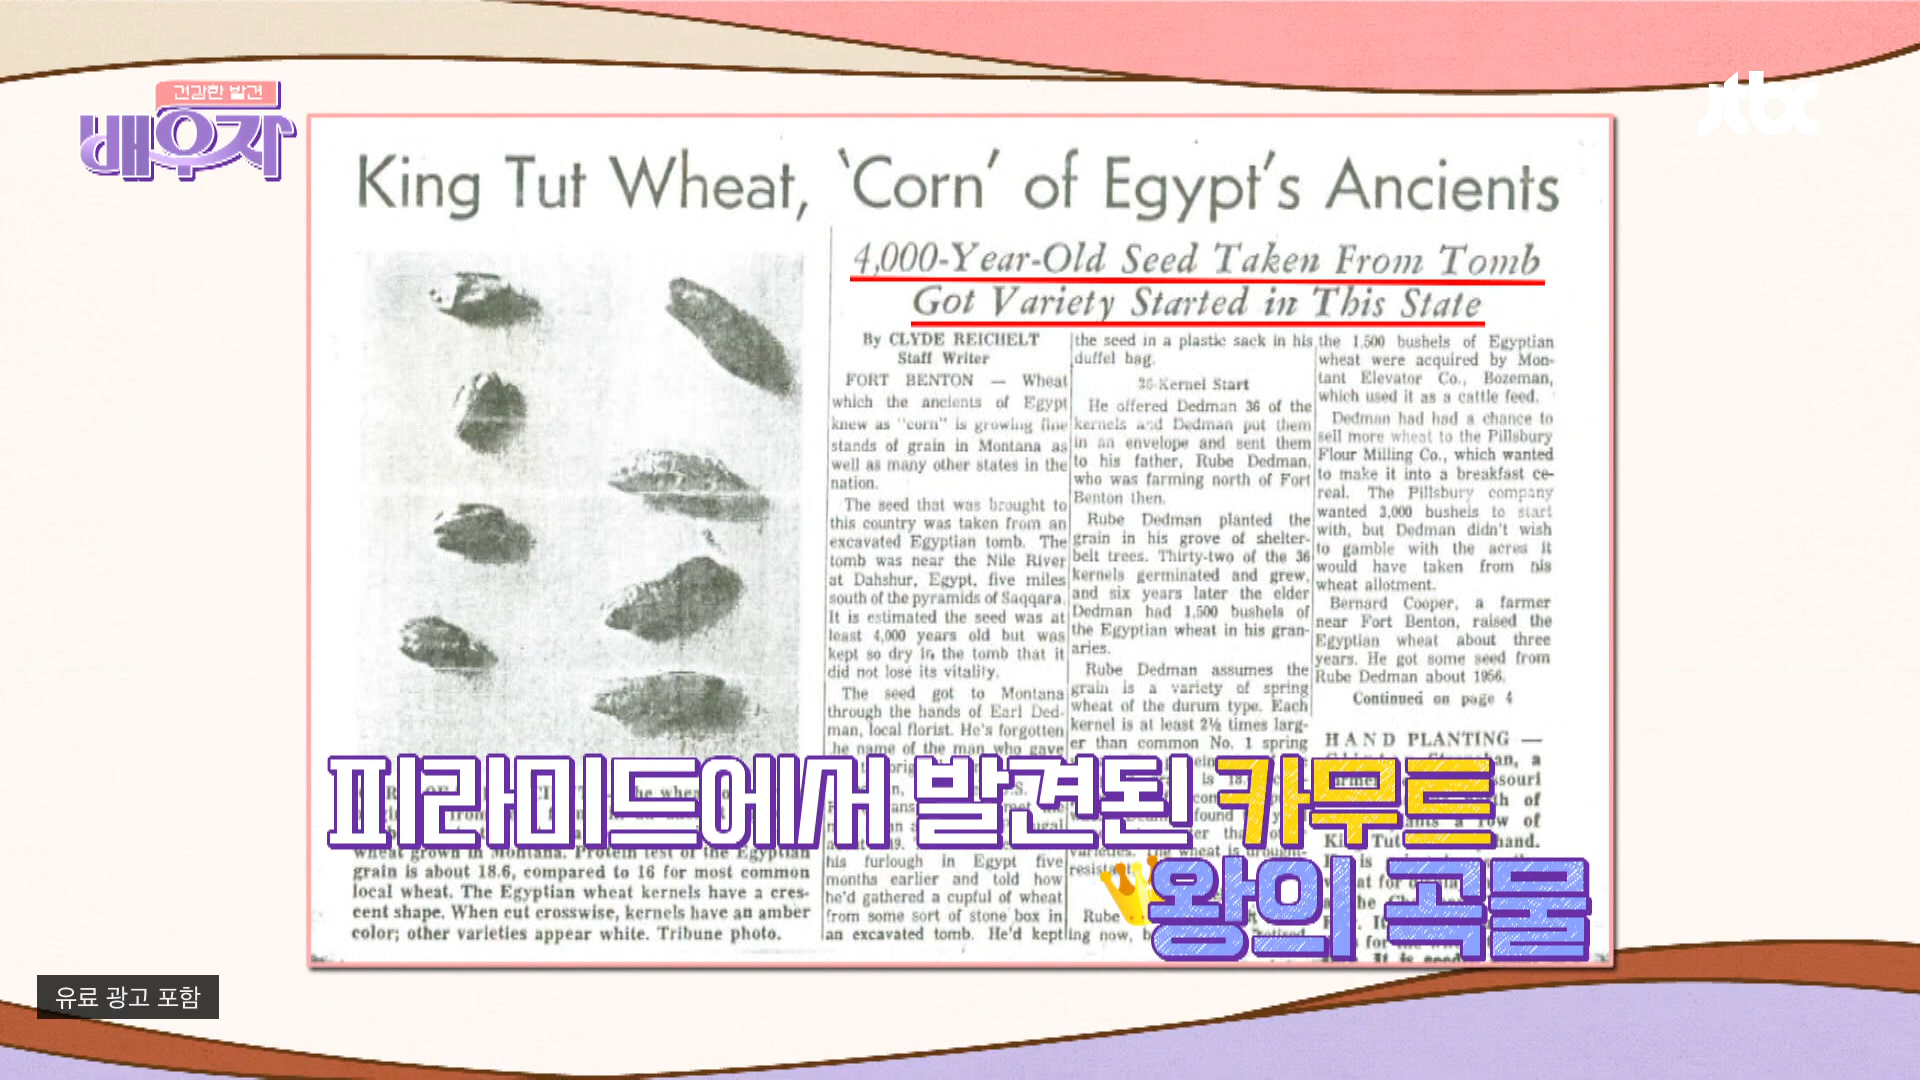 건강한 발견
배우자
jtbc
King Tut Wheat, 'Corn' of Egypt's Ancients
4,000-Year-Old Seed Taken From Tomb
Got Variety Started in This State
By CLYDE REICHELT
Staff Writer
FORT BENTON — Wheat
which the ancients of Egypt
knew as "corn" is growing fine
stands of grain in Montana as
well as many other states in the
nation.
The seed that was brought to
this country was taken from an
excavated Egyptian tomb. The
tomb was near the Nile River
at Dahshur, Egypt, five miles
south of the pyramids of Saqqara.
It is estimated the seed was at
least 4,000 years old but was
kept so dry in the tomb that it
did not lose its vitality.
The seed got to Montana
through the hands of Earl Ded-
man, local florist. He's forgotten
the name of the man who gave
his furlough in Egypt five
months earlier and told how
he'd gathered a cupful of wheat
from some sort of stone box in
an excavated tomb. He'd kept
the seed in a plastic sack in his
duffel bag.
36-Kernel Start
He offered Dedman 36 of the
kernels and Dedman put them
in an envelope and sent them
to his father, Rube Dedman,
who was farming north of Fort
Benton then.
Rube Dedman planted the
grain in his grove of shelter-
belt trees. Thirty-two of the 36
kernels germinated and grew,
and six years later the elder
Dedman had 1,500 bushels of
the Egyptian wheat in his gran-
aries.
Rube Dedman assumes the
grain is a variety of spring
wheat of the durum type. Each
kernel is at least 2½ times larg-
er than common No. 1 spring
varieties. The wheat is drought-
Rube
ing now,
the 1,500 bushels of Egyptian
wheat were acquired by Mon-
tant Elevator Co., Bozeman,
which used it as a cattle feed.
Dedman had had a chance to
sell more wheat to the Pillsbury
Flour Milling Co., which wanted
to make it into a breakfast ce-
real. The Pillsbury company
wanted 3,000 bushels to start
with, but Dedman didn't wish
to gamble with the acres it
would have taken from his
wheat allotment.
Bernard Cooper, a farmer
near Fort Benton, raised the
Egyptian wheat about three
years. He got some seed from
Rube Dedman about 1956.
Continued on page 4
HAND PLANTING —
wheat grown in Montana. Protein test of the Egyptian
grain is about 18.6, compared to 16 for most common
local wheat. The Egyptian wheat kernels have a cres-
cent shape. When cut crosswise, kernels have an amber
color; other varieties appear white. Tribune photo.
피라미드에서 발견된 카무트
왕의 곡물
유료 광고 포함